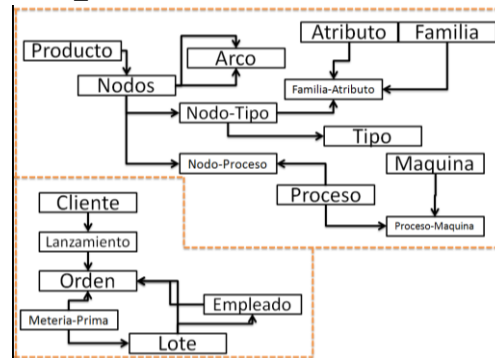 Atributo Familia
Producto
Arco
Nodos
Familia-Atributo
Nodo-Tipo
Tipo
Nodo-Proceso
Maquina
Proceso
Cliente
Proceso-Maquina
Lanzamiento
Orden
Empleado
Meteria-Prima
Lote